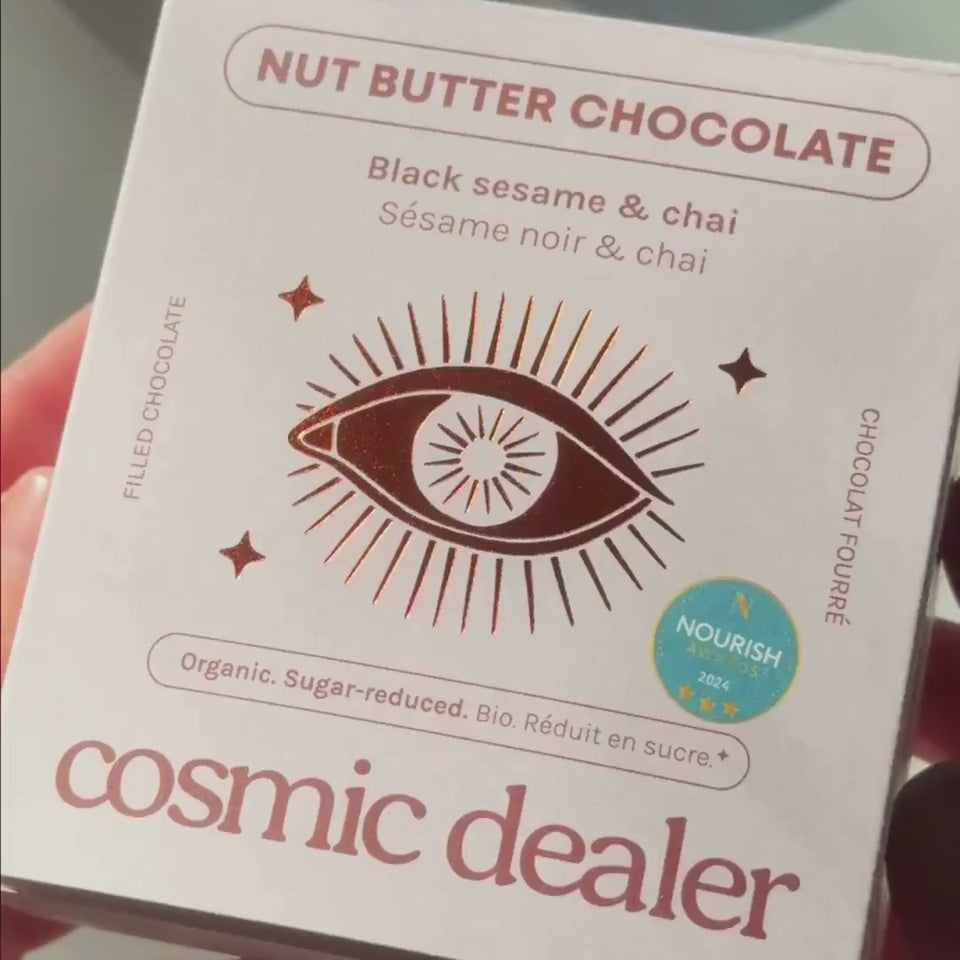 NUT BUTTER CHOCOLATE
Black sesame & chai
Sésame noir & chai
FILLED CHOCOLATE
CHOCOLAT FOURRÉ
N
NOURISH
AWARDS
2024
Organic. Sugar-reduced. Bio. Réduit en sucre.
cosmic dealer